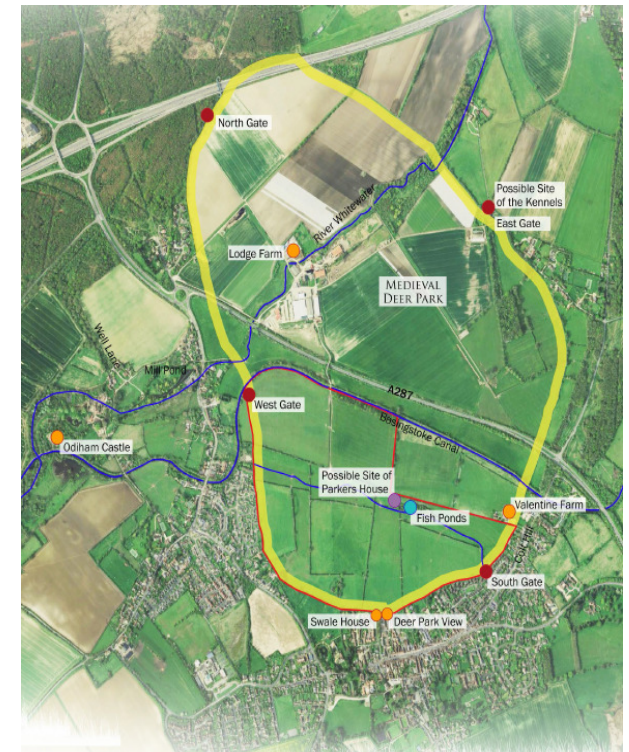 North Gate
Possible Site
of the Kennels
East Gate
River Whitewater
Lodge Farm
MEDIEVAL
DEER PARK
Well Lane
Mill Pond
A287
West Gate
Basingstoke Canal
Odiham Castle
Possible Site of
Parkers House
Valentine Farm
Fish Ponds
South Gate
Swale House
Deer Park View